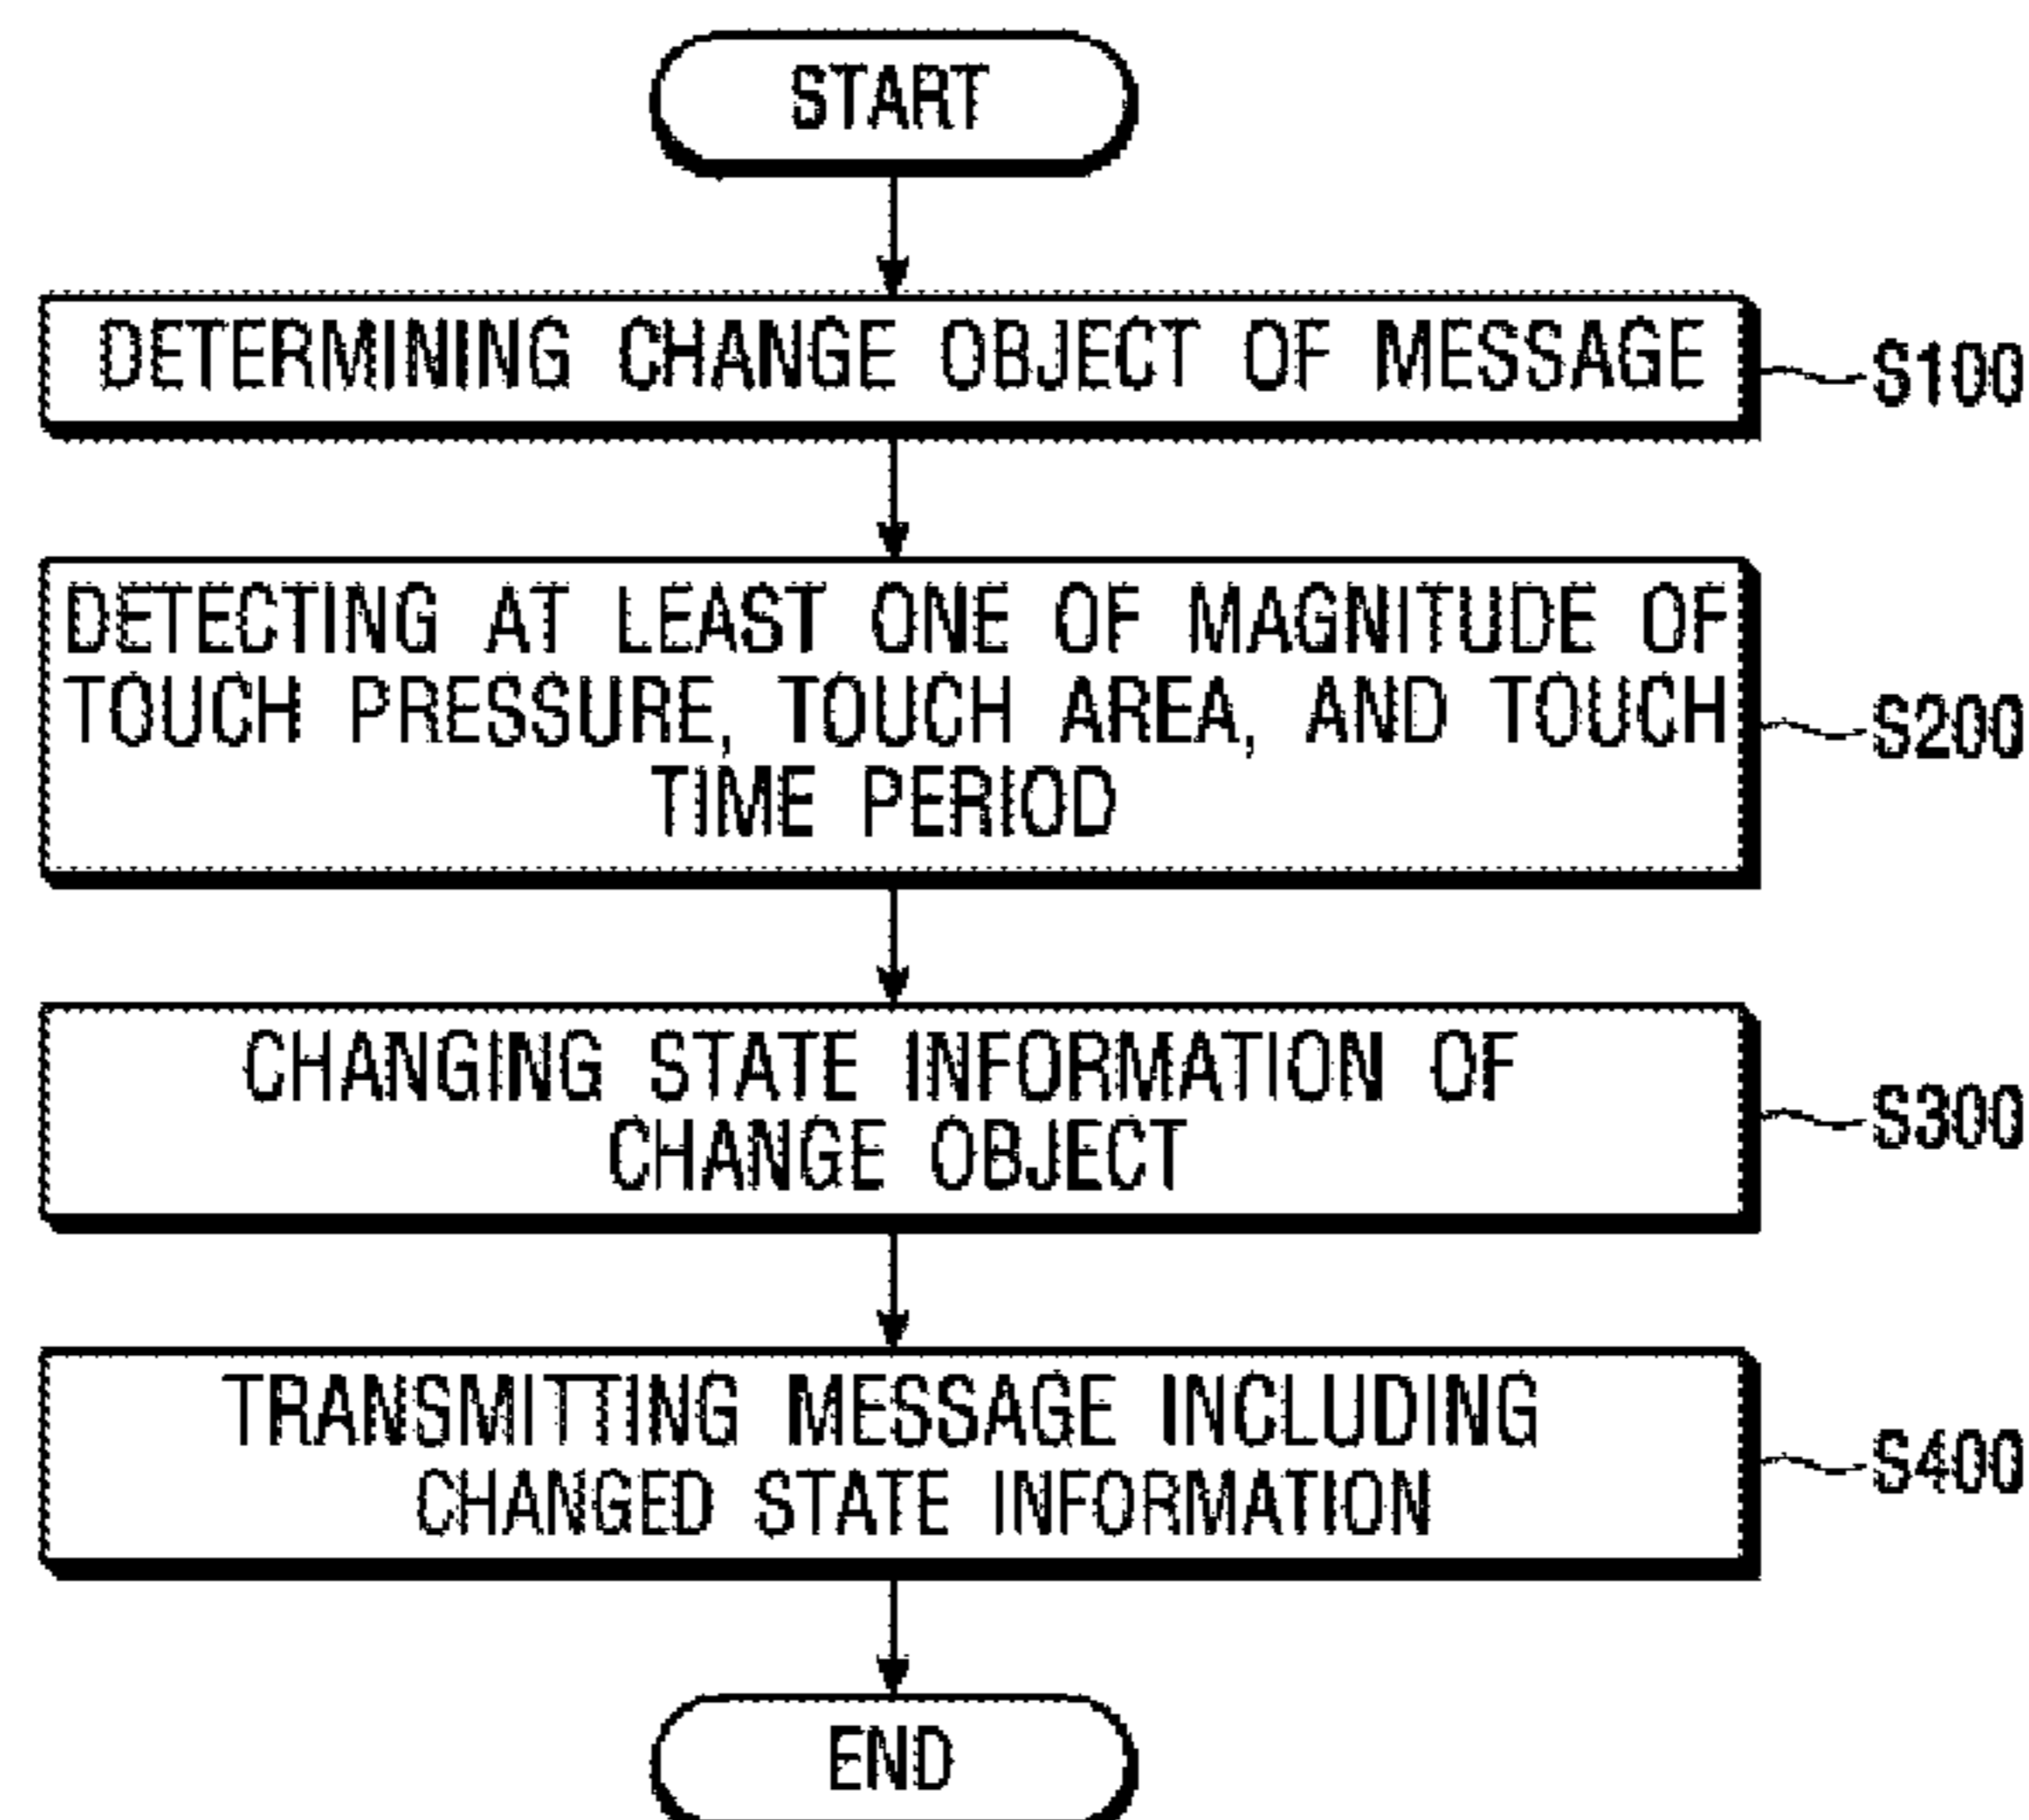 START
DETERMINING CHANGE OBJECT OF MESSAGE
S100
DETECTING AT LEAST ONE OF MAGNITUDE OF
TOUCH PRESSURE, TOUCH AREA, AND TOUCH
TIME PERIOD
S200
CHANGING STATE INFORMATION OF
CHANGE OBJECT
S300
TRANSMITTING MESSAGE INCLUDING
CHANGED STATE INFORMATION
S400
END